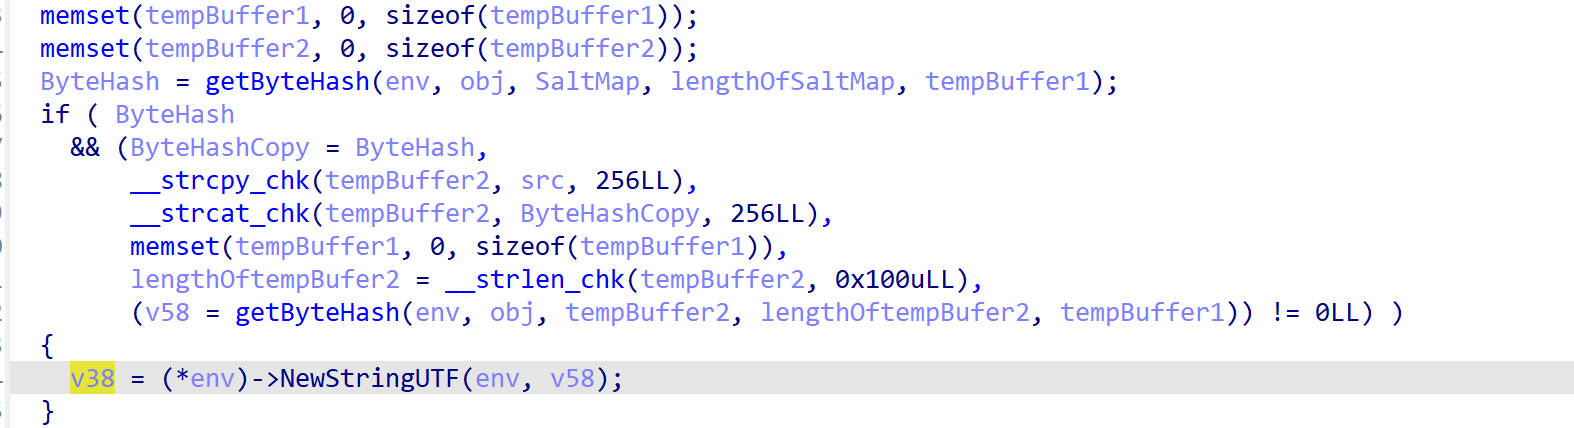 memset(tempBuffer1, 0, sizeof(tempBuffer1));
memset(tempBuffer2, 0, sizeof(tempBuffer2));
ByteHash = getByteHash(env, obj, SaltMap, lengthOfSaltMap, tempBuffer1);
if ( ByteHash
&& (ByteHashCopy = ByteHash,
__strcpy_chk(tempBuffer2, src, 256LL),
__strcat_chk(tempBuffer2, ByteHashCopy, 256LL),
memset(tempBuffer1, 0, sizeof(tempBuffer1)),
lengthOftempBufer2 = __strlen_chk(tempBuffer2, 0x100uLL),
(v58 = getByteHash(env, obj, tempBuffer2, lengthOftempBufer2, tempBuffer1)) != 0LL) )
{
v38 = (*env)->NewStringUTF(env, v58);
}